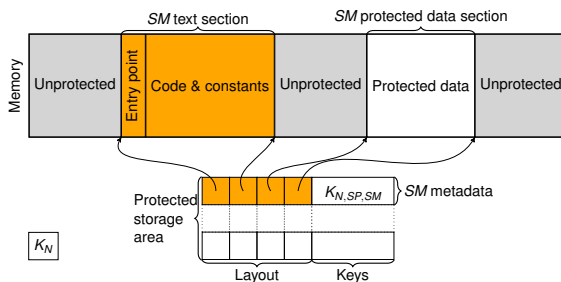 SM text section
SM protected data section
Memory
Unprotected
Entry point
Code & constants
Unprotected
Protected data
Unprotected
K_{N,SP,SM}
SM metadata
Protected
storage
area
K_N
Layout
Keys